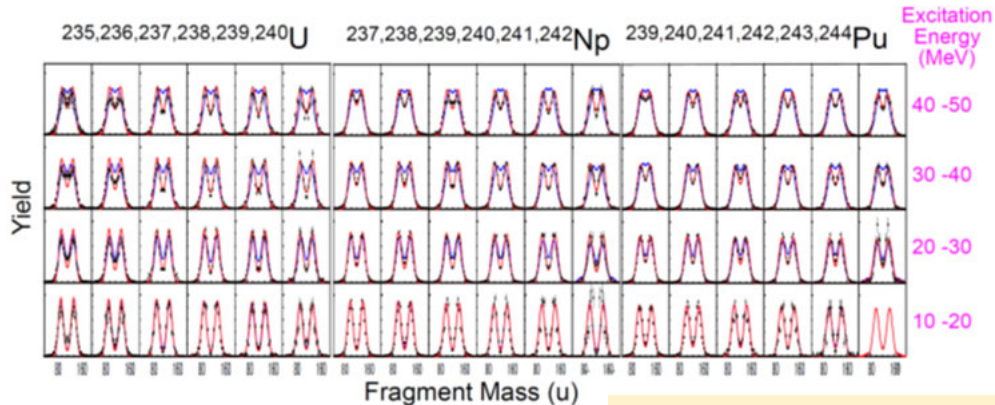 235,236,237,238,239,240U
237,238,239,240,241,242Np
239,240,241,242,243,244Pu
Excitation
Energy
(MeV)
40 -50
30 -40
20 -30
10 -20
Yield
Fragment Mass (u)